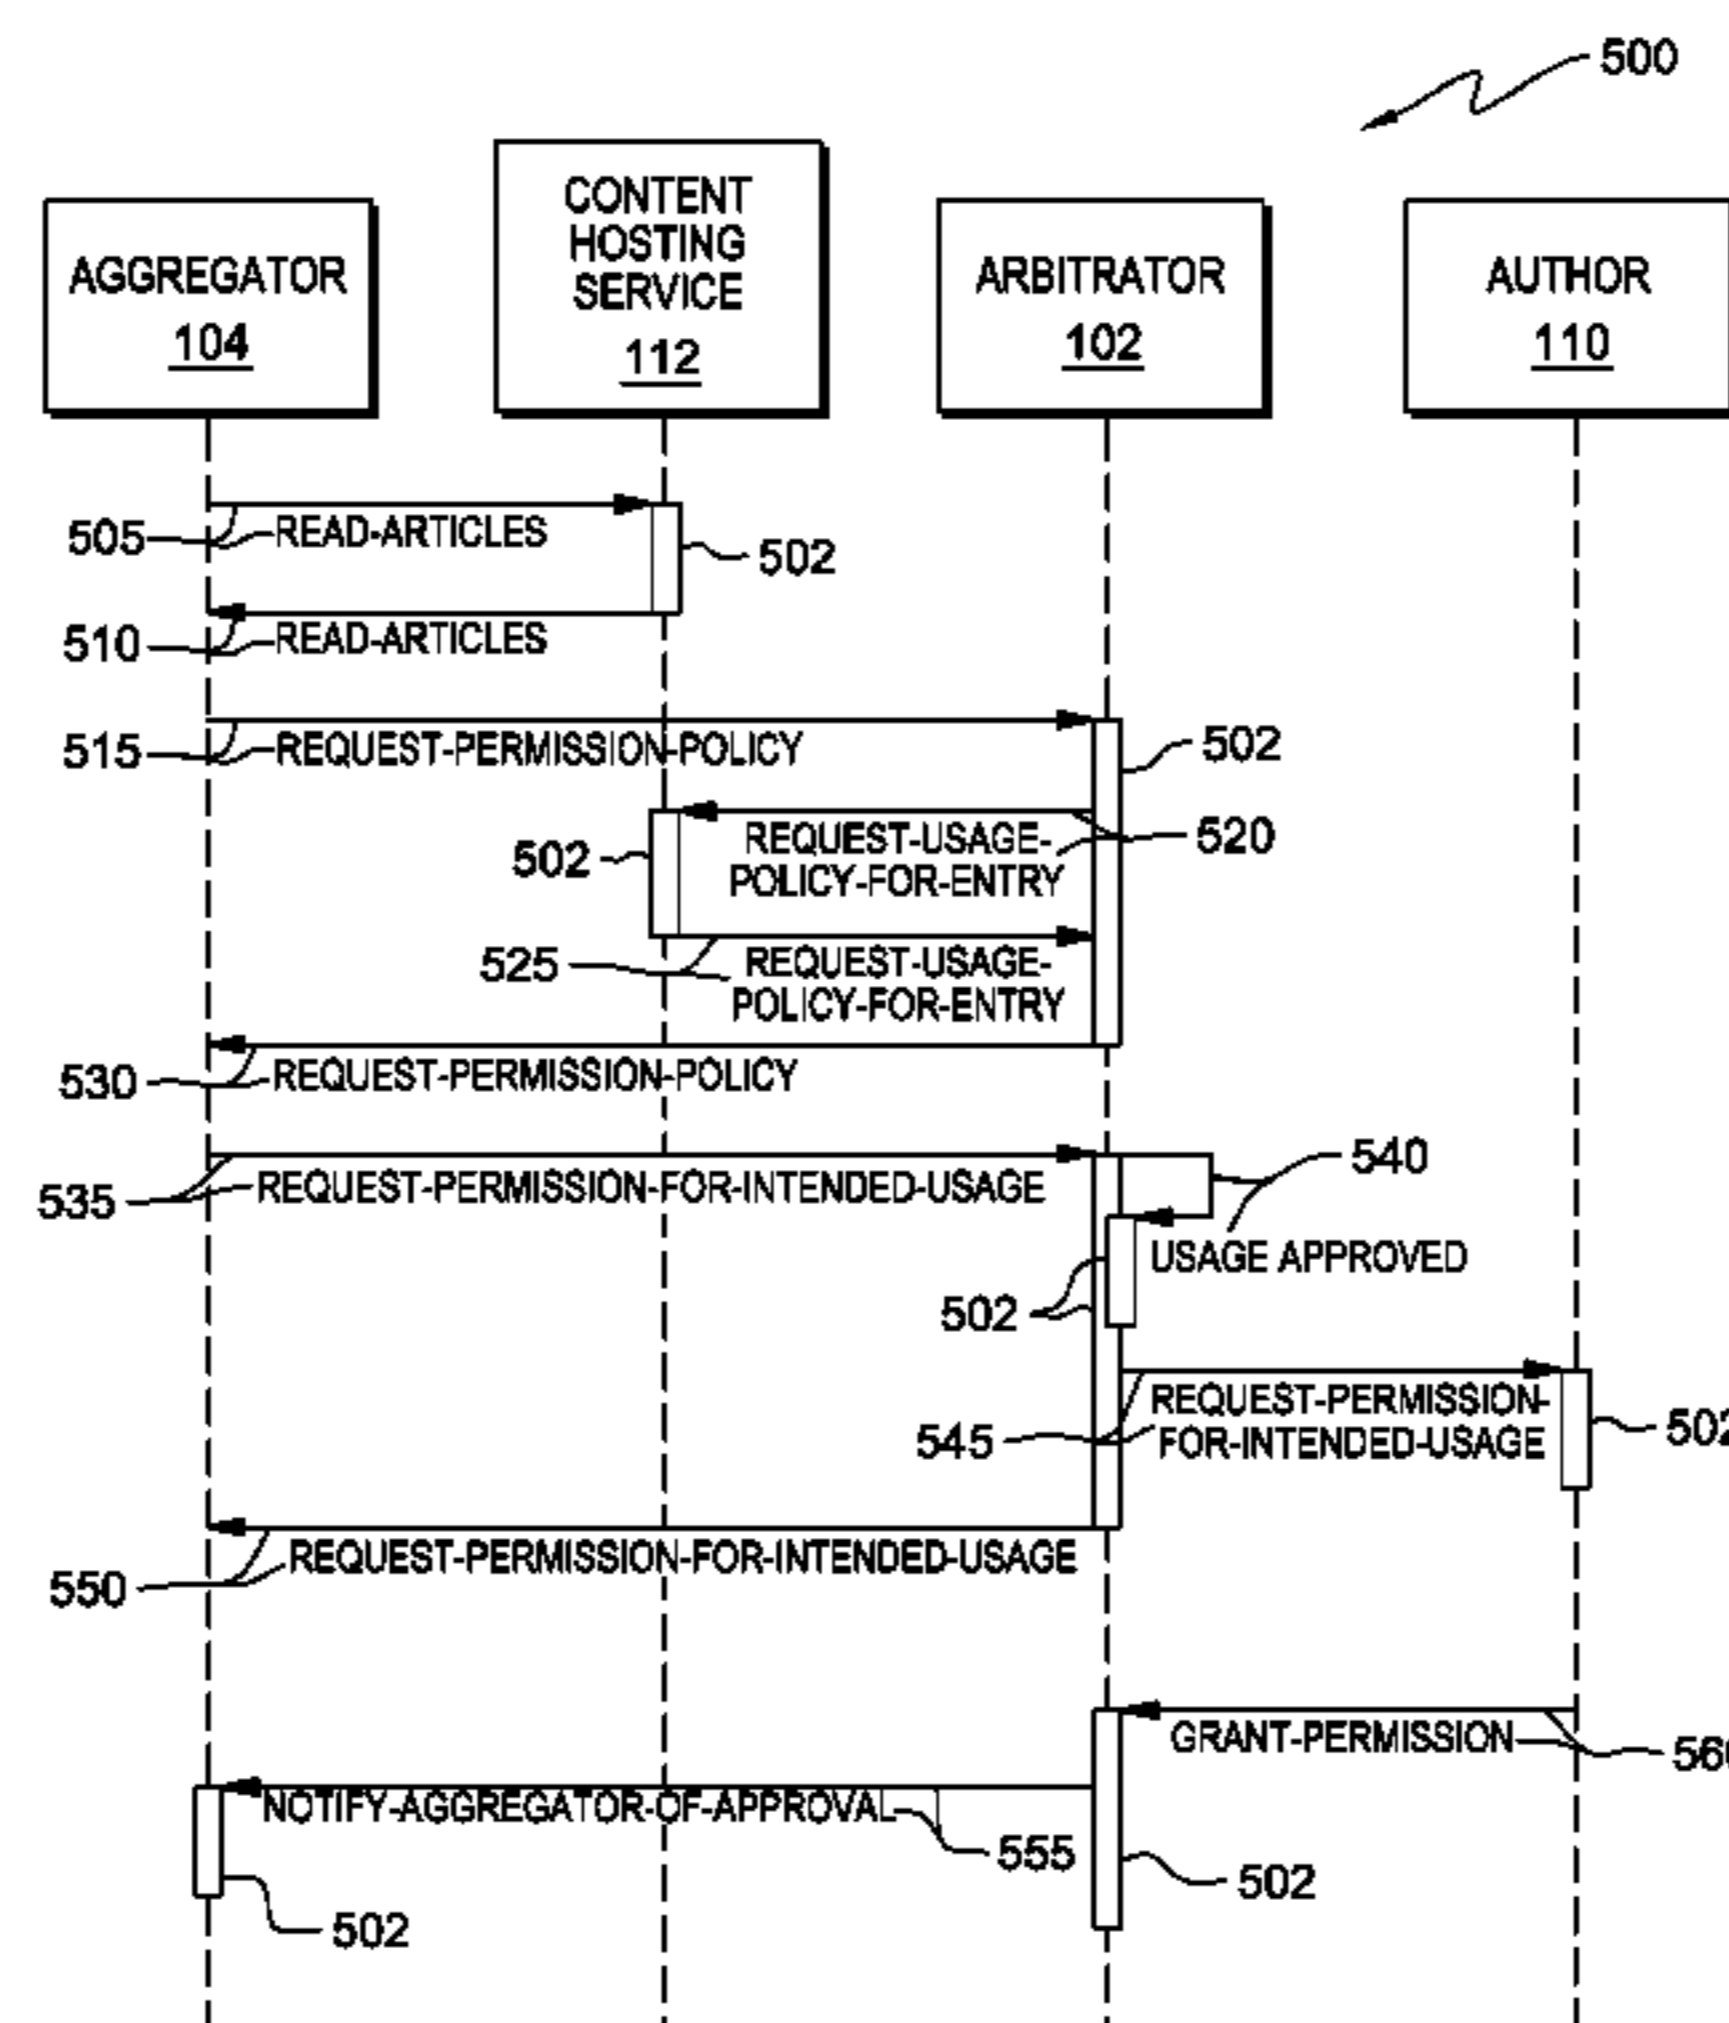 500
AGGREGATOR
104
CONTENT
HOSTING
SERVICE
112
ARBITRATOR
102
AUTHOR
110
505
READ-ARTICLES
502
510
READ-ARTICLES
515
REQUEST-PERMISSION-POLICY
502
502
REQUEST-USAGE-
POLICY-FOR-ENTRY
520
525
REQUEST-USAGE-
POLICY-FOR-ENTRY
530
REQUEST-PERMISSION-POLICY
535
REQUEST-PERMISSION-FOR-INTENDED-USAGE
540
USAGE APPROVED
502
545
REQUEST-PERMISSION-
FOR-INTENDED-USAGE
502
550
REQUEST-PERMISSION-FOR-INTENDED-USAGE
GRANT-PERMISSION
560
NOTIFY-AGGREGATOR-OF-APPROVAL
555
502
502